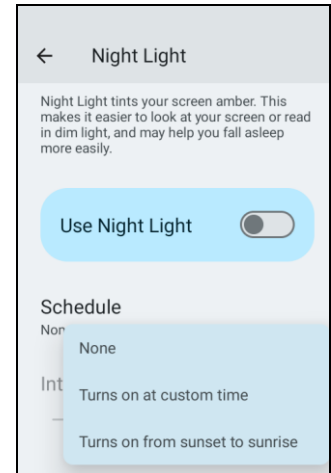 Night Light
Night Light tints your screen amber. This
makes it easier to look at your screen or read
in dim light, and may help you fall asleep
more easily.
Use Night Light
Schedule
None
Turns on at custom time
Turns on from sunset to sunrise